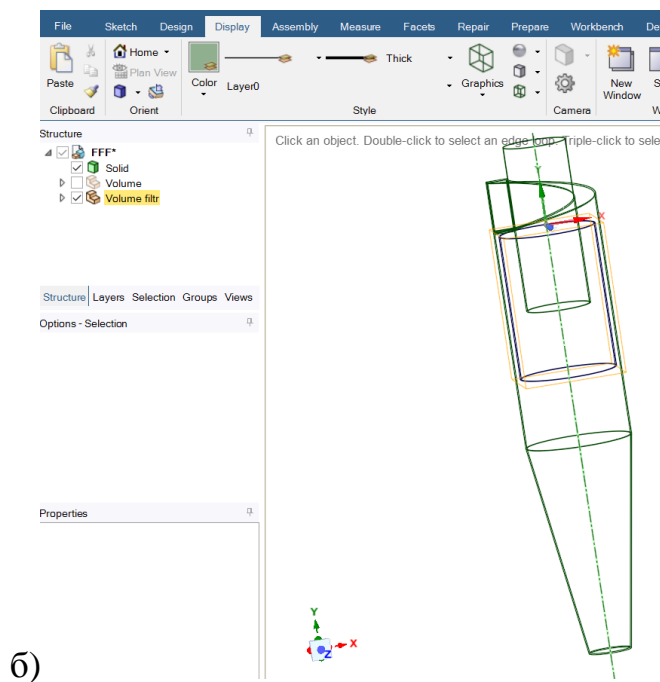 File Sketch Design Display Assembly Measure Facets Repair Prepare Workbench De
Home
Plan View
Paste
Color
Layer0
Thick
Graphics
New
Window
S
Clipboard Orient Style Camera W
Structure
Click an object. Double-click to select an edge loop. Triple-click to sele
FFF*
Solid
Volume
Volume filtr
Y
X
Structure Layers Selection Groups Views
Options - Selection
Properties
Y
X
Z
б)